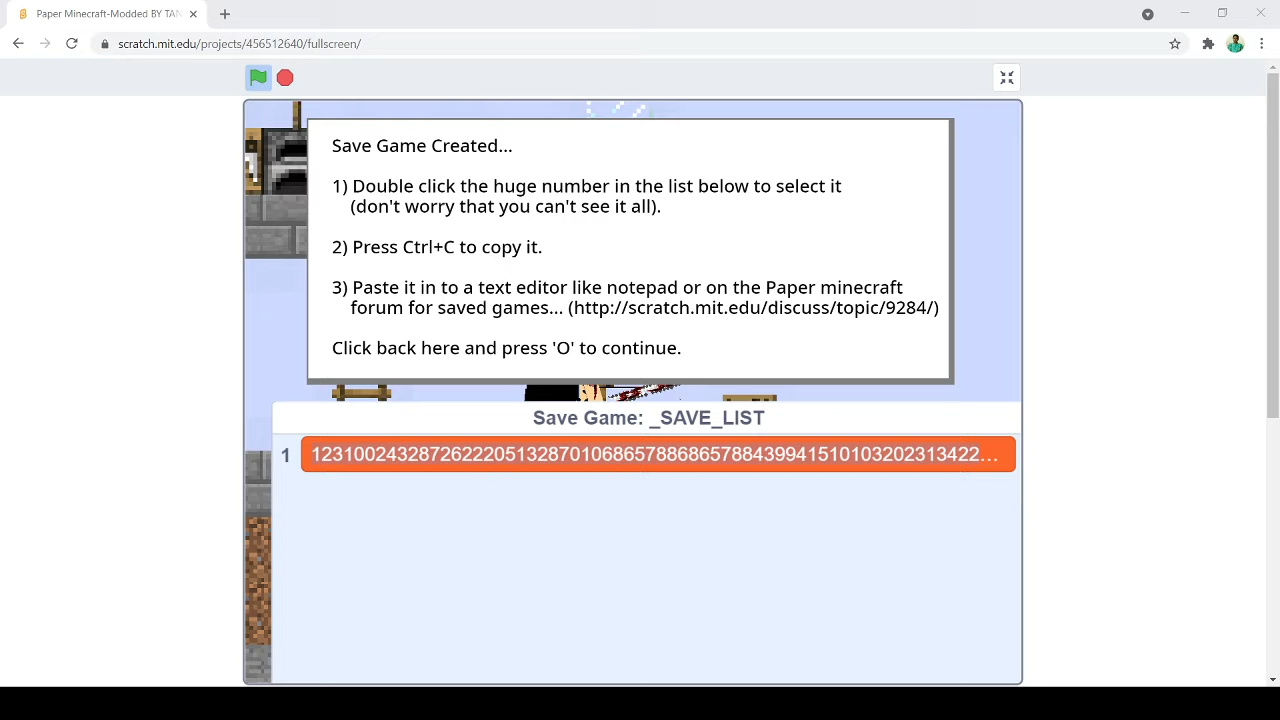 Paper Minecraft-Modded BY TAN
scratch.mit.edu/projects/456512640/fullscreen/
Save Game Created...
1) Double click the huge number in the list below to select it
(don't worry that you can't see it all).
2) Press Ctrl+C to copy it.
3) Paste it in to a text editor like notepad or on the Paper minecraft
forum for saved games... (http://scratch.mit.edu/discuss/topic/9284/)
Click back here and press 'O' to continue.
Save Game: _SAVE_LIST
1 1231002432872622205132870106865788686578843994151010320231342​2...